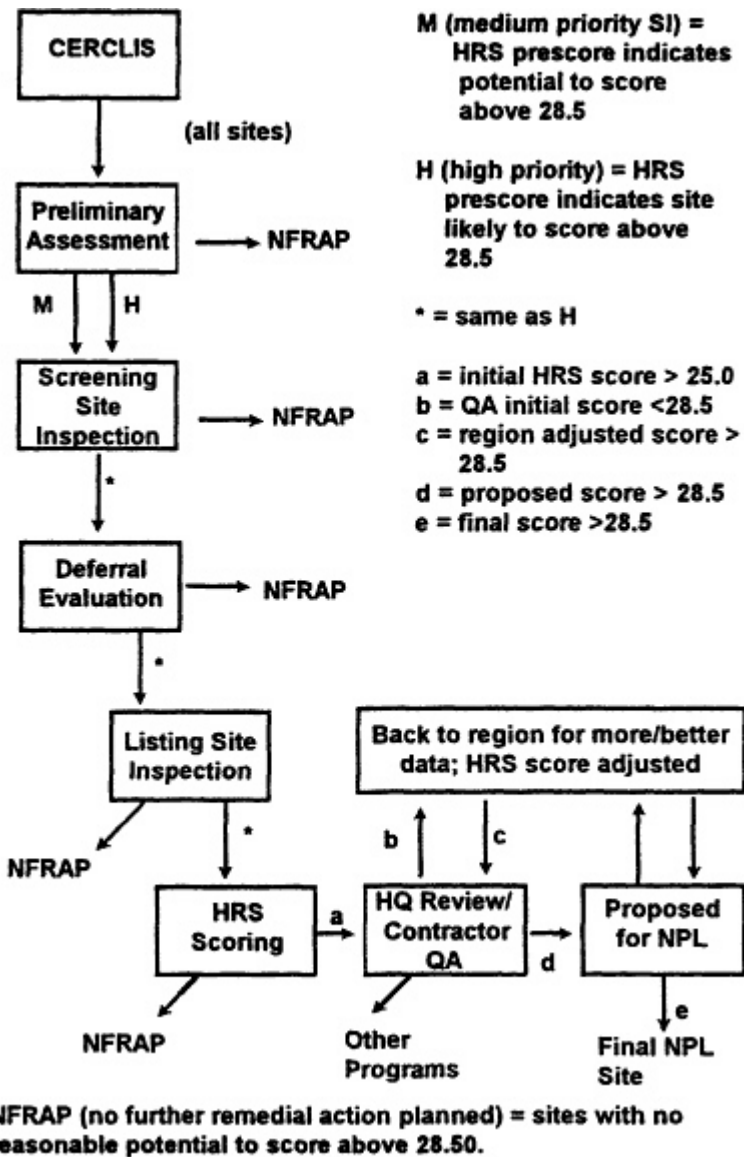 CERCLIS
(all sites)
Preliminary
Assessment
NFRAP
M
H
Screening
Site
Inspection
NFRAP
*
Deferral
Evaluation
NFRAP
*
Listing Site
Inspection
NFRAP
*
HRS
Scoring
NFRAP
a
HQ Review/
Contractor
QA
Other
Programs
b
c
Back to region for more/better
data; HRS score adjusted
d
Proposed
for NPL
e
Final NPL
Site
M (medium priority SI) =
HRS prescore indicates
potential to score
above 28.5
H (high priority) = HRS
prescore indicates site
likely to score above
28.5
* = same as H
a = initial HRS score > 25.0
b = QA initial score <28.5
c = region adjusted score >
28.5
d = proposed score > 28.5
e = final score >28.5
NFRAP (no further remedial action planned) = sites with no
reasonable potential to score above 28.50.